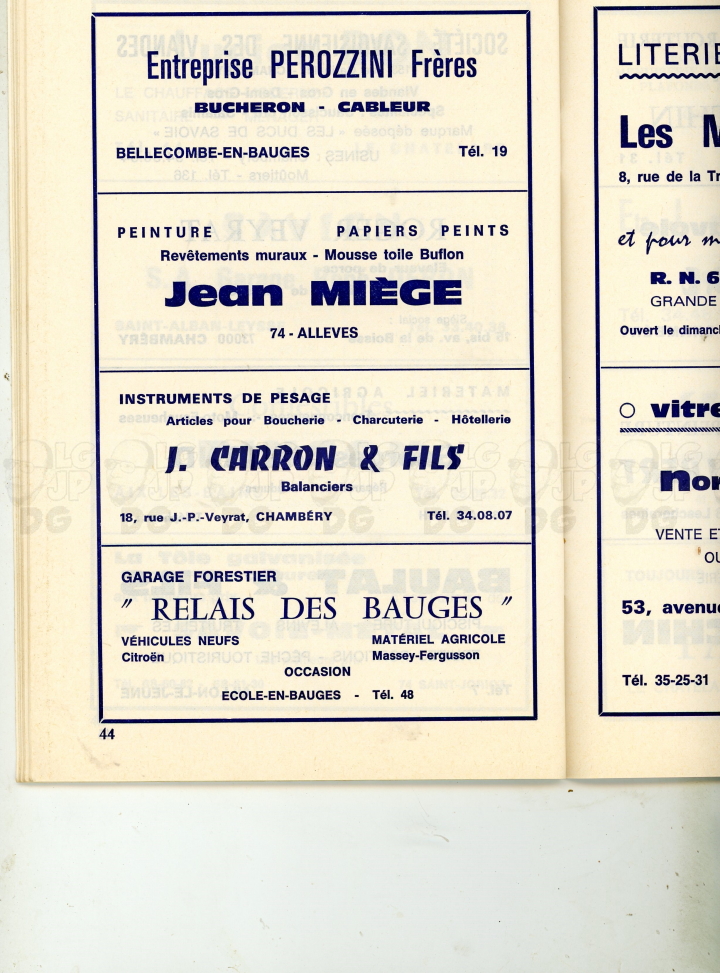 Entreprise PEROZZINI Frères
BUCHERON - CABLEUR
BELLECOMBE-EN-BAUGES Tél. 19
PEINTURE PAPIERS PEINTS
Revêtements muraux - Mousse toile Buflon
Jean MIÈGE
74 - ALLEVES
INSTRUMENTS DE PESAGE
Articles pour Boucherie - Charcuterie - Hôtellerie
J. CARRON & FILS
Balanciers
18, rue J.-P.-Veyrat, CHAMBÉRY Tél. 34.08.07
GARAGE FORESTIER
" RELAIS DES BAUGES "
VÉHICULES NEUFS MATÉRIEL AGRICOLE
Citroën Massey-Fergusson
OCCASION
ECOLE-EN-BAUGES - Tél. 48
44
LITERIE
Les
8, rue de la
et pour
R. N. 6
GRANDE
Ouvert le
vitre
VENTE
53, avenue
Tél. 35-25-31